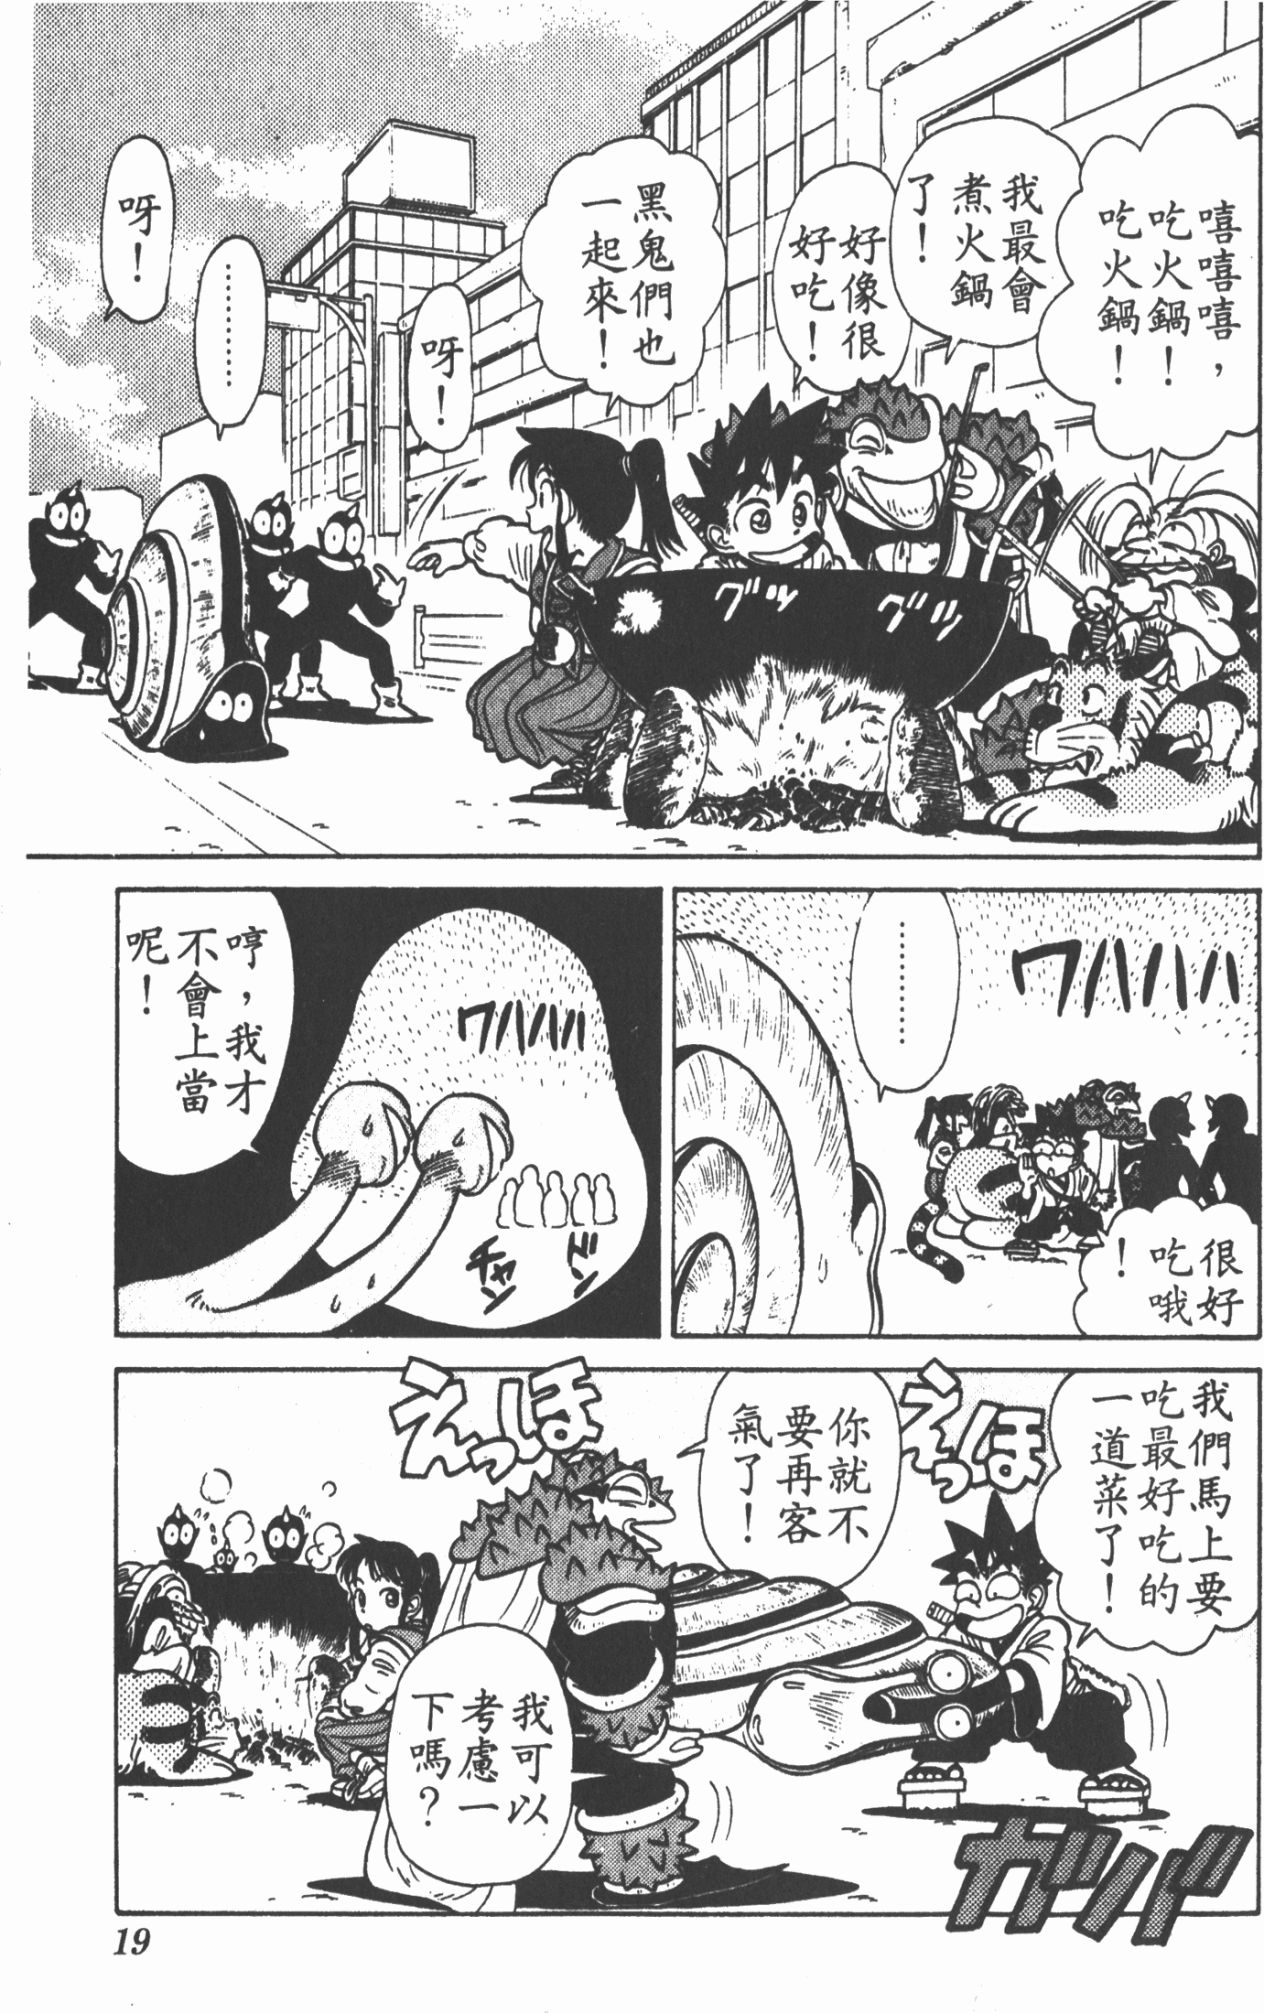 嘻嘻嘻，
吃火鍋！
吃火鍋！
我最會
煮火鍋
了！
好像很
好吃！
黑鬼們也
一起來！
呀！
………
呀！
グツ
グツ
ワハハハ
………
很好
吃哦
！
ワハハハ
ドン
チャン
哼，我才
不會上當
呢！
我們馬上要
吃最好吃的
一道菜了！
えっほ
你就不
要再客
氣了！
えっほ
我可以
考慮一
下嗎？
ガバ
19